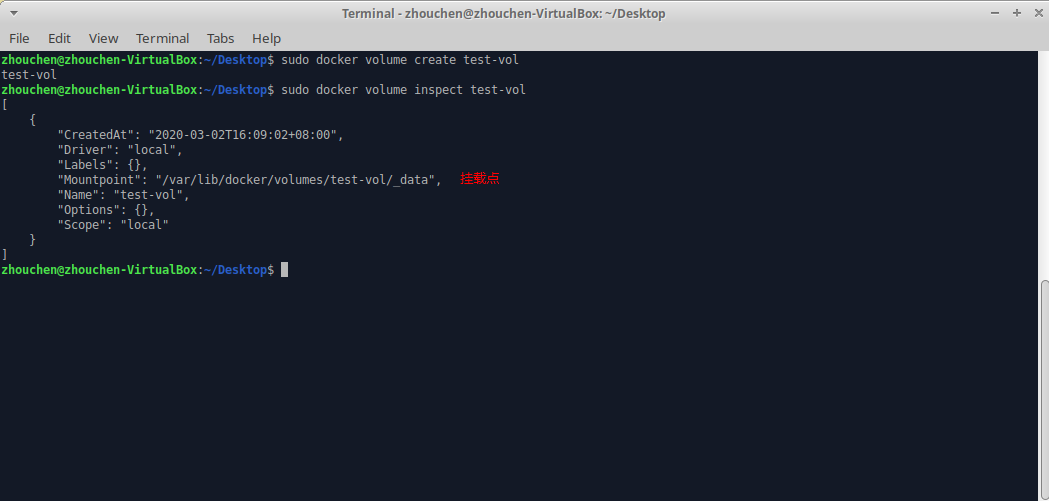 Terminal - zhouchen@zhouchen-VirtualBox: ~/Desktop
File Edit View Terminal Tabs Help
zhouchen@zhouchen-VirtualBox:~/Desktop$ sudo docker volume create test-vol
test-vol
zhouchen@zhouchen-VirtualBox:~/Desktop$ sudo docker volume inspect test-vol
[
    {
        "CreatedAt": "2020-03-02T16:09:02+08:00",
        "Driver": "local",
        "Labels": {},
        "Mountpoint": "/var/lib/docker/volumes/test-vol/_data", 挂载点
        "Name": "test-vol",
        "Options": {},
        "Scope": "local"
    }
]
zhouchen@zhouchen-VirtualBox:~/Desktop$